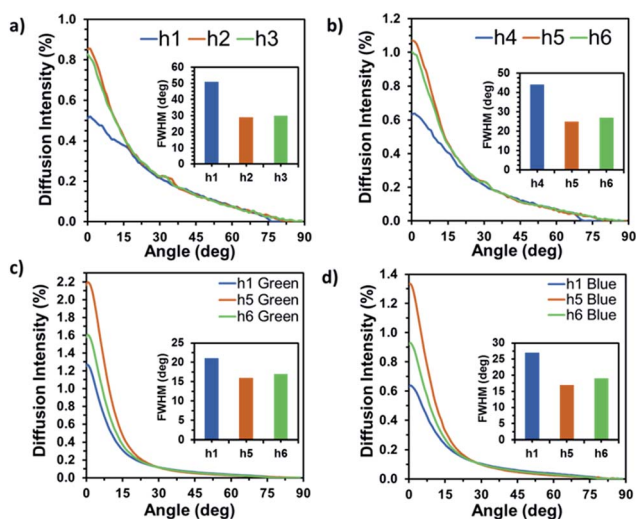 a)
h1 h2 h3
Diffusion Intensity (%)
1.0
0.8
0.6
0.4
0.2
0.0
0 15 30 45 60 75 90
Angle (deg)
FWHM (deg)
60
50
40
30
20
10
0
h1 h2 h3
b)
h4 h5 h6
Diffusion Intensity (%)
1.2
1.0
0.8
0.6
0.4
0.2
0.0
0 15 30 45 60 75 90
Angle (deg)
FWHM (deg)
50
40
30
20
10
0
h4 h5 h6
c)
h1 Green
h5 Green
h6 Green
Diffusion Intensity (%)
2.2
2.0
1.8
1.6
1.4
1.2
1.0
0.8
0.6
0.4
0.2
0.0
0 15 30 45 60 75 90
Angle (deg)
FWHM (deg)
25
20
15
10
5
0
h1 h5 h6
d)
h1 Blue
h5 Blue
h6 Blue
Diffusion Intensity (%)
1.4
1.2
1.0
0.8
0.6
0.4
0.2
0.0
0 15 30 45 60 75 90
Angle (deg)
FWHM (deg)
30
25
20
15
10
5
0
h1 h5 h6